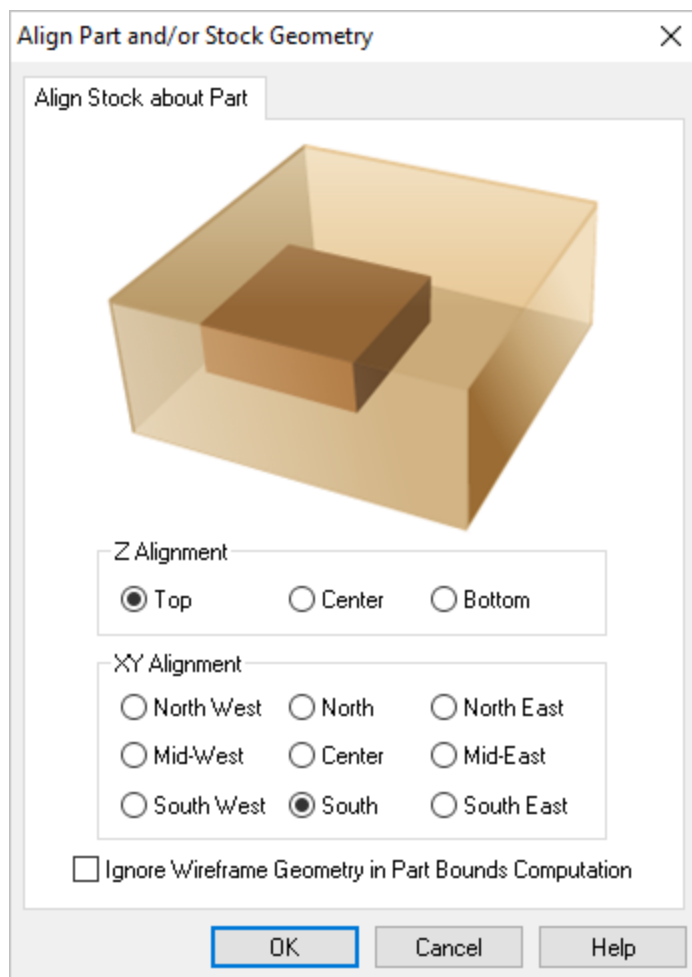 Align Part and/or Stock Geometry
Align Stock about Part
Z Alignment
Top Center Bottom
XY Alignment
North West North North East
Mid-West Center Mid-East
South West South South East
Ignore Wireframe Geometry in Part Bounds Computation
OK Cancel Help